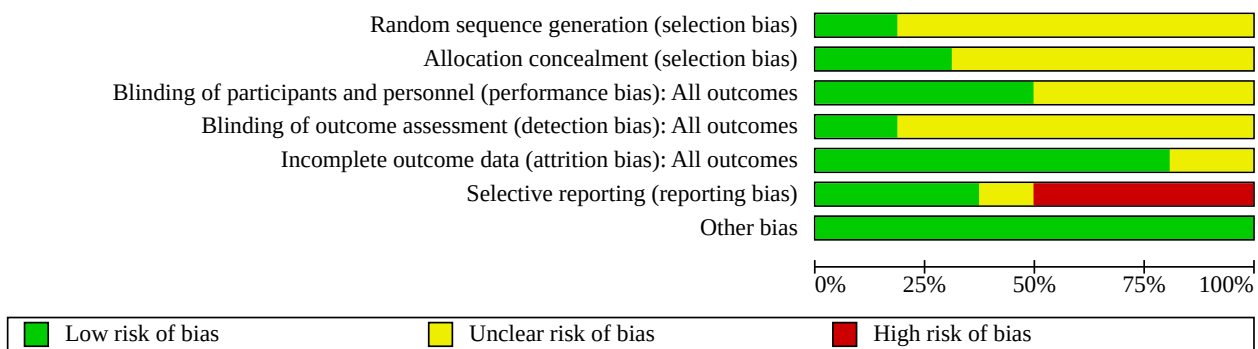 Random sequence generation (selection bias)
Allocation concealment (selection bias)
Blinding of participants and personnel (performance bias): All outcomes
Blinding of outcome assessment (detection bias): All outcomes
Incomplete outcome data (attrition bias): All outcomes
Selective reporting (reporting bias)
Other bias
0% 25% 50% 75% 100%
Low risk of bias Unclear risk of bias High risk of bias